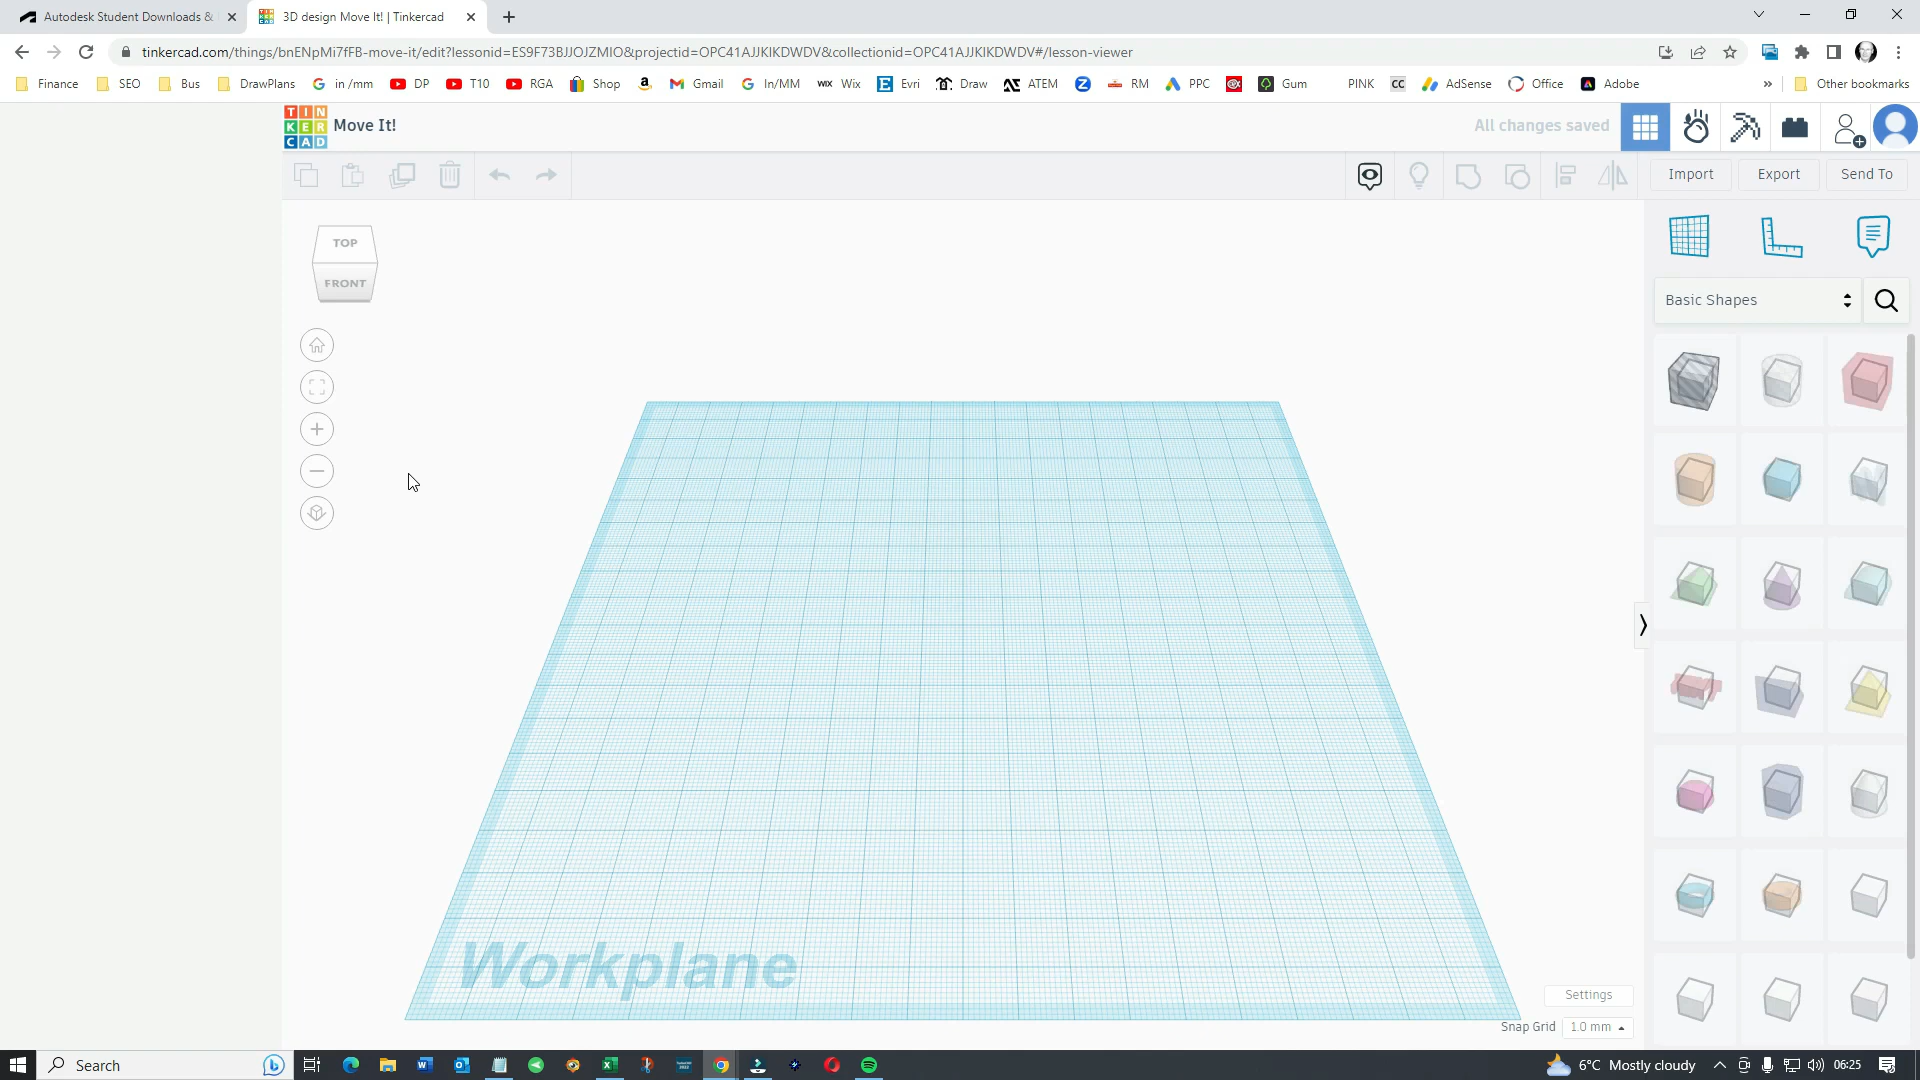 Autodesk Student Downloads &
3D design Move It! | Tinkercad
tinkercad.com/things/bnENpMi7fFB-move-it/edit?lessonid=ES9F73BJJOJZMIO&projectid=OPC41AJJKIKDWDV&collectionid=OPC41AJJKIKDWDV#/lesson-viewer
Finance SEO Bus DrawPlans in /mm DP T10 RGA Shop Gmail In/MM WIX Wix Evri Draw ATEM RM PPC Gum PINK CC AdSense Office Adobe » Other bookmarks
TIN
KER
CAD
Move It!
All changes saved
Import Export Send To
TOP
FRONT
Basic Shapes
Workplane
Settings
Snap Grid 1.0 mm
Search
6°C Mostly cloudy
06:25